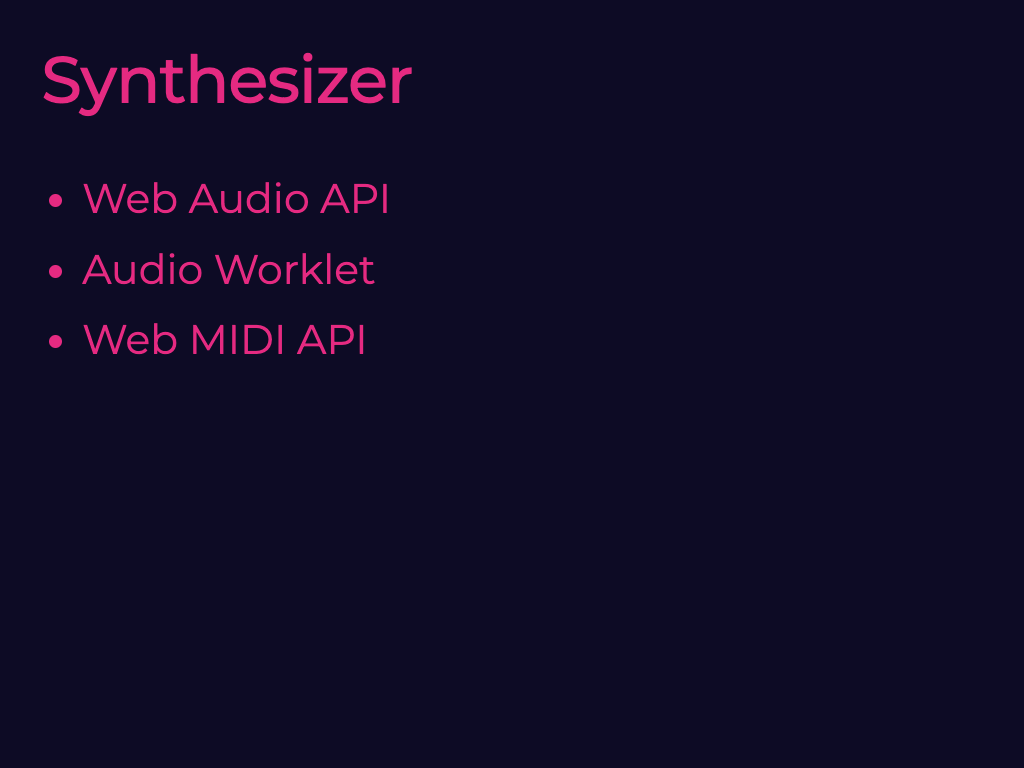 Synthesizer
• Web Audio API
• Audio Worklet
• Web MIDI API